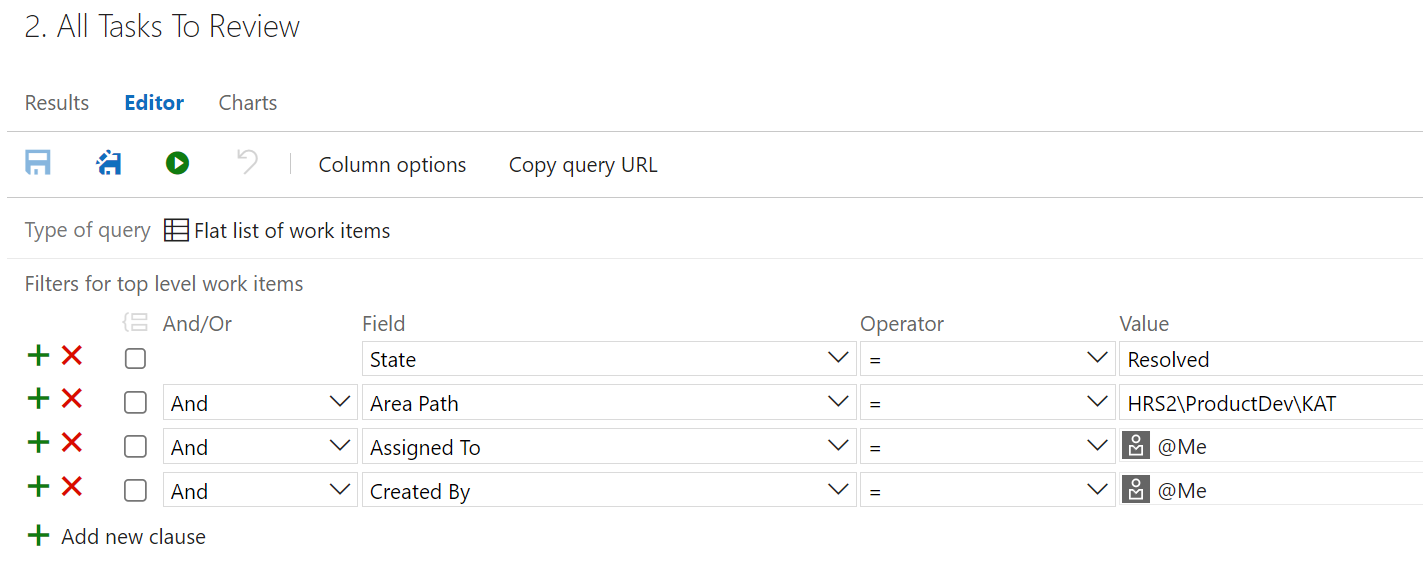 2. All Tasks To Review
Results Editor Charts
Column options Copy query URL
Type of query Flat list of work items
Filters for top level work items
And/Or Field Operator Value
State = Resolved
And Area Path = HRS2\ProductDev\KAT
And Assigned To = @Me
And Created By = @Me
Add new clause